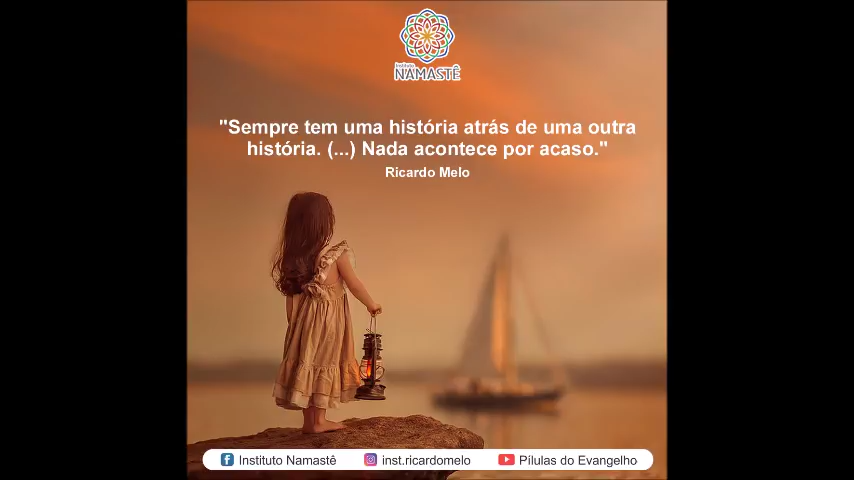 Instituto
NAMASTÊ
"Sempre tem uma história atrás de uma outra
história. (...) Nada acontece por acaso."
Ricardo Melo
Instituto Namastê inst.ricardomelo Pílulas do Evangelho